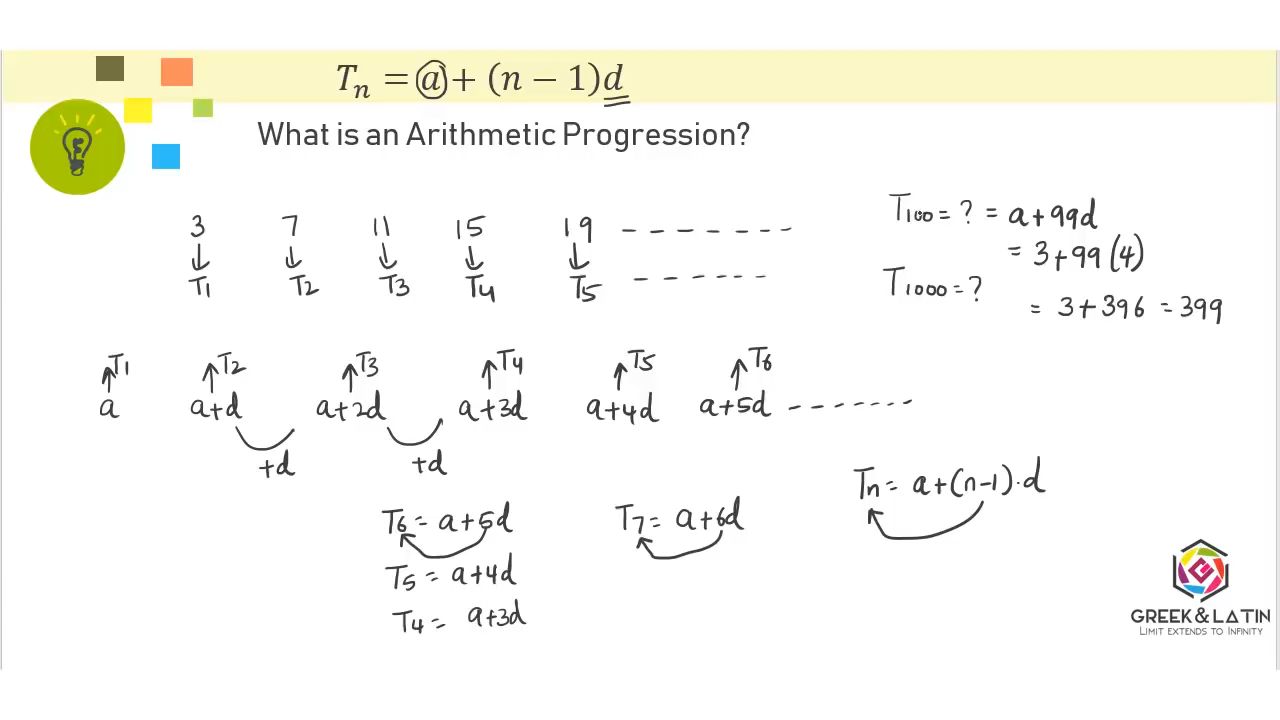 Tn = a + (n − 1)d
What is an Arithmetic Progression?
3 7 11 15 19 - - - - - - -
T1 T2 T3 T4 T5 - - - - - -
T100 = ? = a+99d
= 3+99(4)
T1000 = ?
= 3+396 = 399
T1 T2 T3 T4 T5 T6
a a+d a+2d a+3d a+4d a+5d - - - - - - -
+d +d
Tn = a+(n-1).d
T6 = a+5d
T7 = a+6d
T5 = a+4d
T4 = a+3d
GREEK&LATIN
LIMIT EXTENDS TO INFINITY